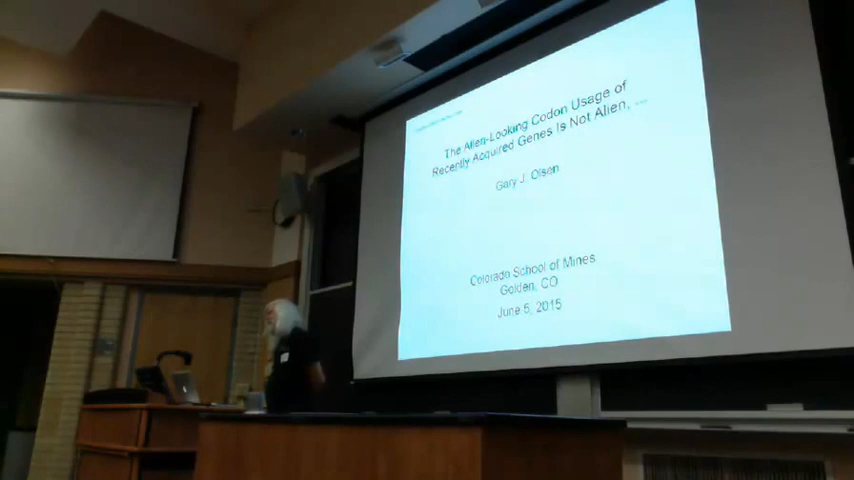 The Alien-Looking Codon Usage of
Recently Acquired Genes Is Not Alien, ...
Gary J. Olsen
Colorado School of Mines
Golden, CO
June 5, 2015